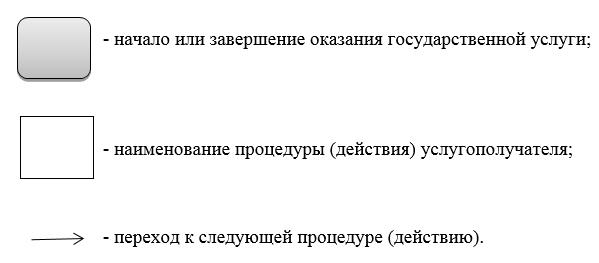 - начало или завершение оказания государственной услуги;
- наименование процедуры (действия) услугополучателя;
- переход к следующей процедуре (действию).